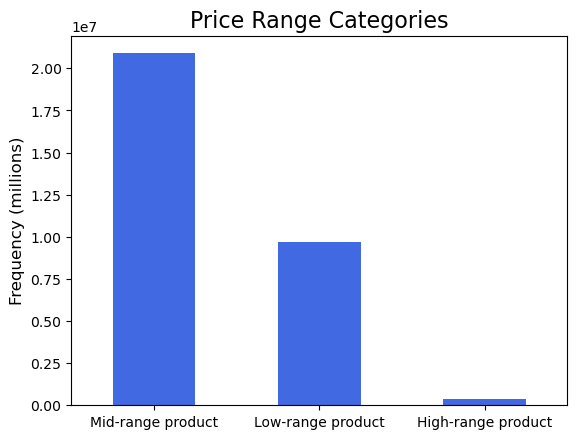 Price Range Categories
1e7
Frequency (millions)
2.00
1.75
1.50
1.25
1.00
0.75
0.50
0.25
0.00
Mid-range product
Low-range product
High-range product